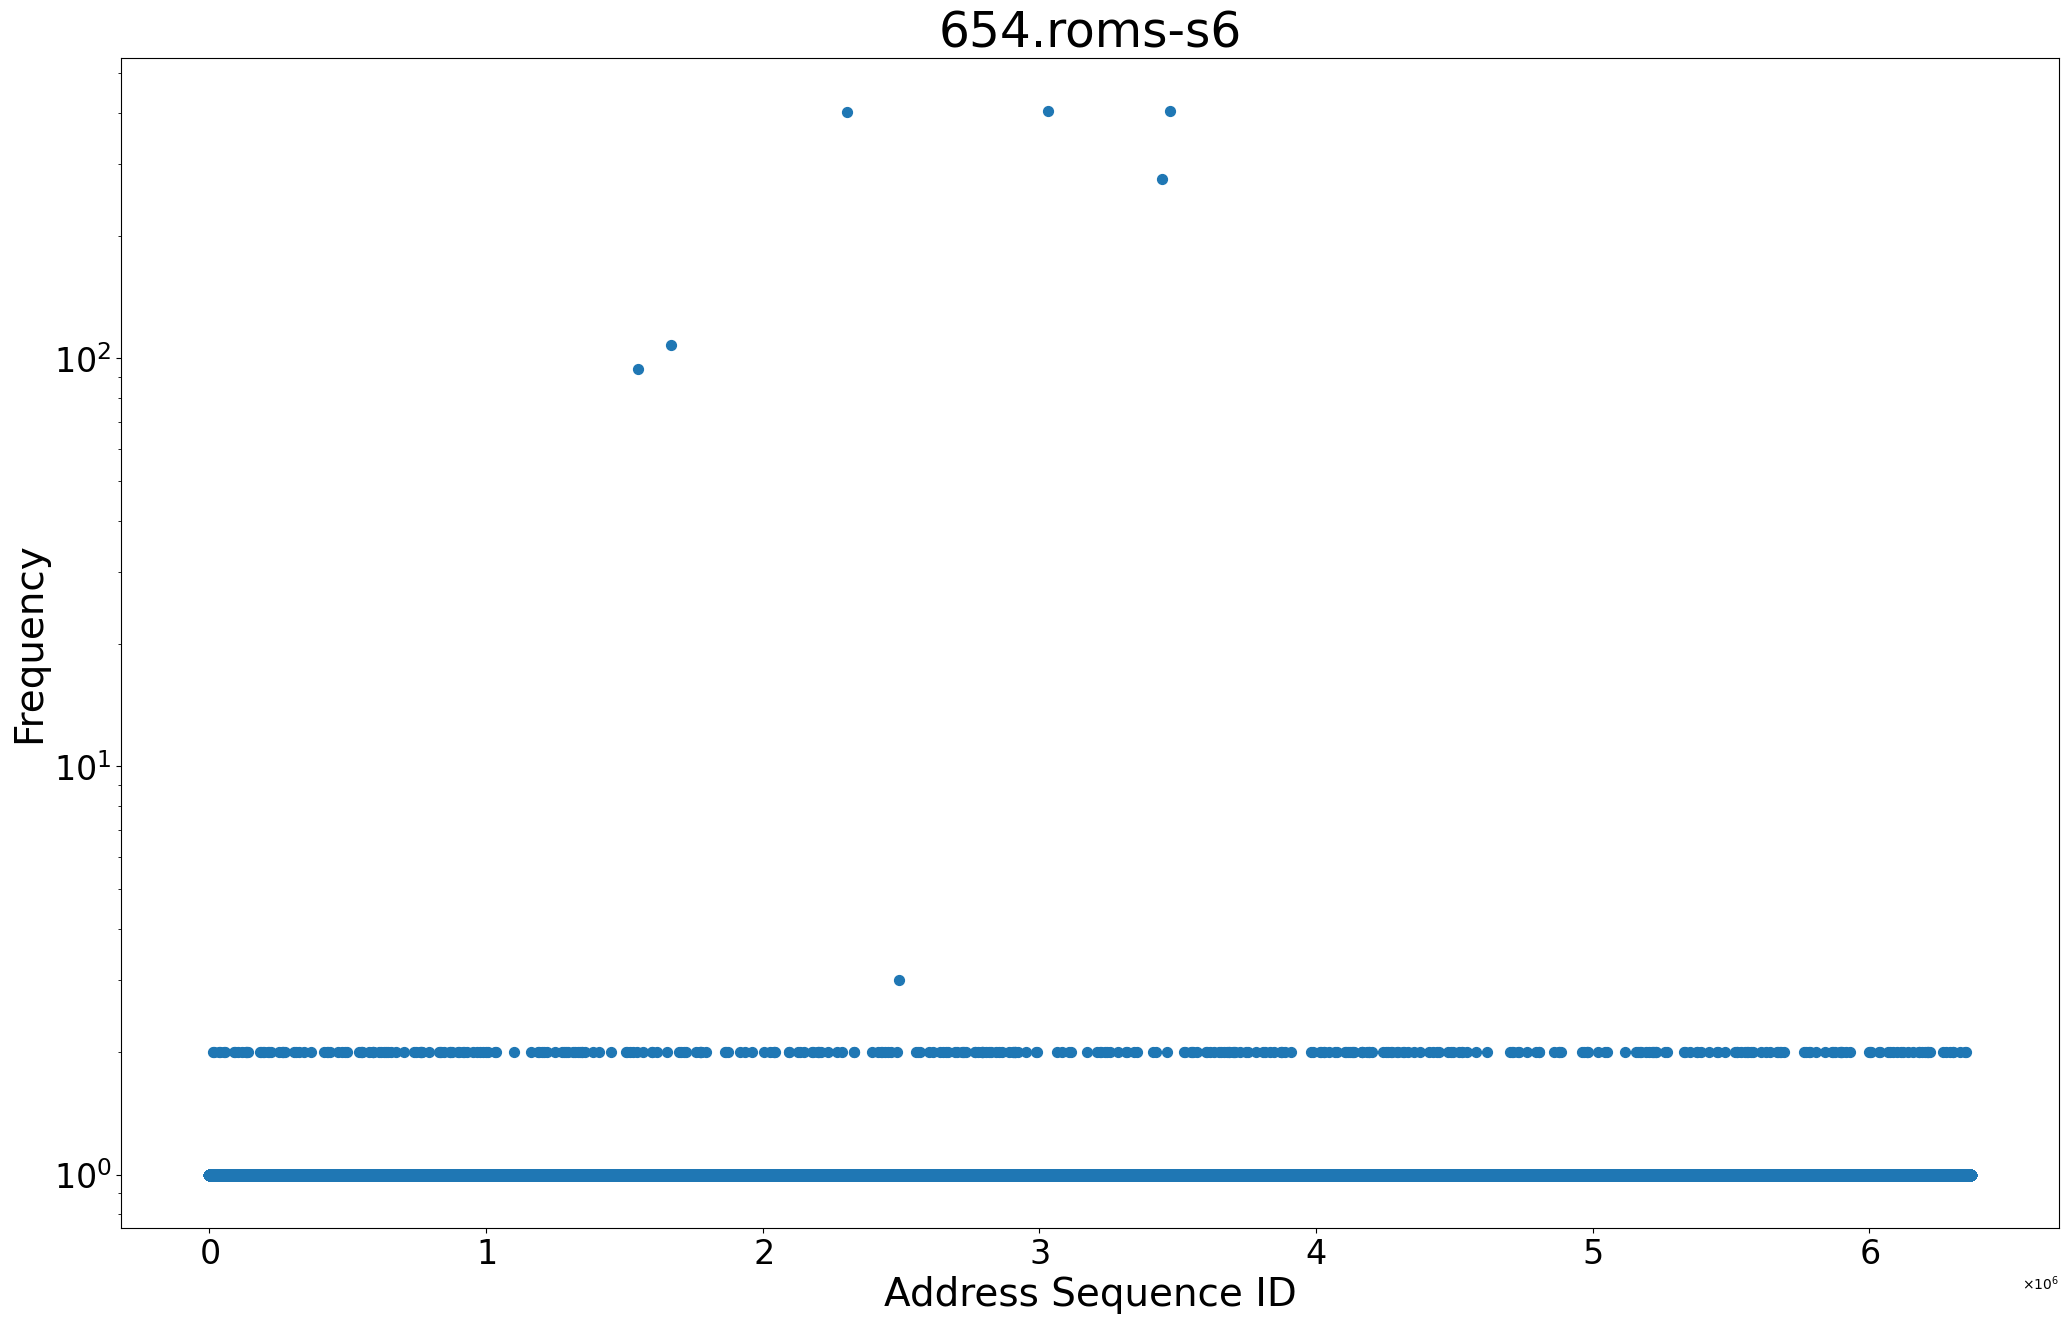 654.roms-s6
Frequency
10²
10¹
10⁰
0 1 2 3 4 5 6
×10⁶
Address Sequence ID